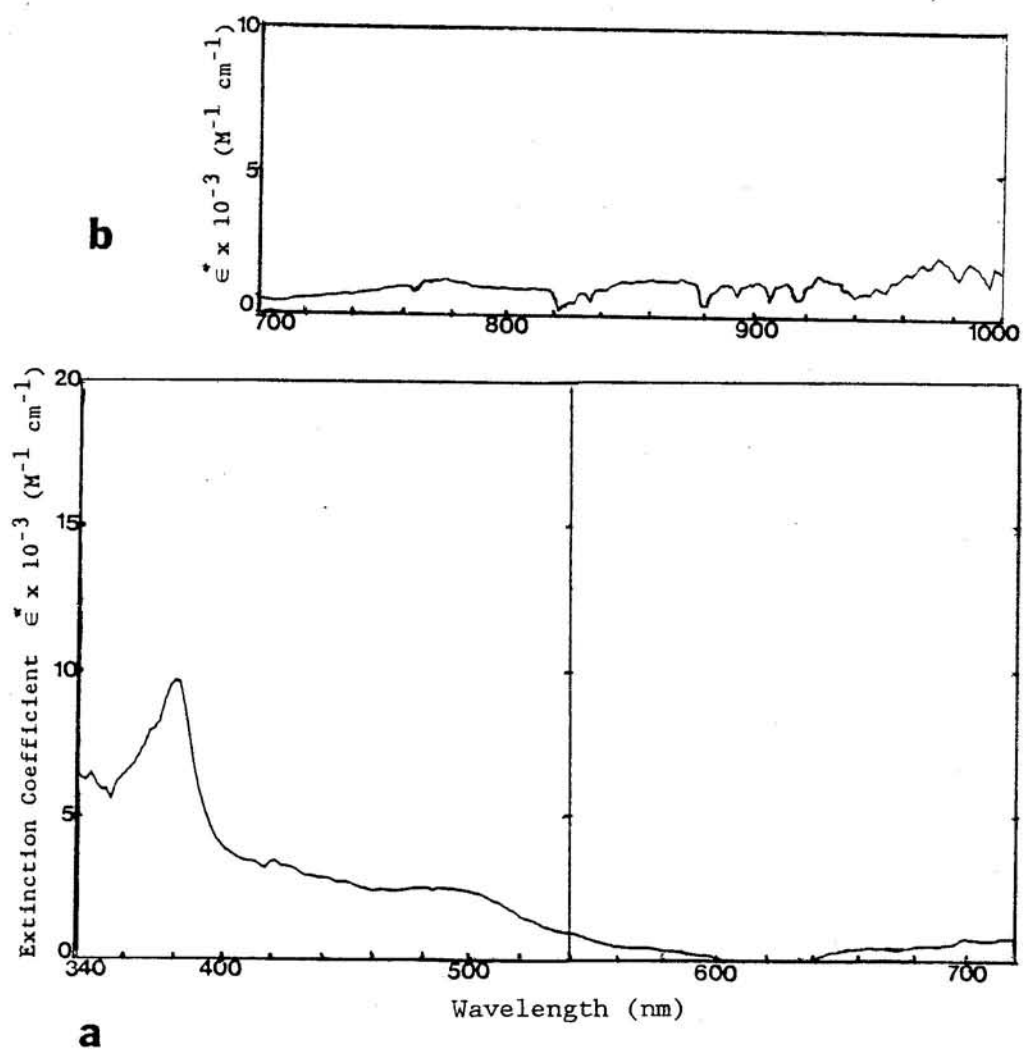 b
ϵ* x 10⁻³ (M⁻¹ cm⁻¹)
10
5
0
700 800 900 1000
Extinction Coefficient ϵ* x 10⁻³ (M⁻¹ cm⁻¹)
20
15
10
5
0
340 400 500 600 700
Wavelength (nm)
a